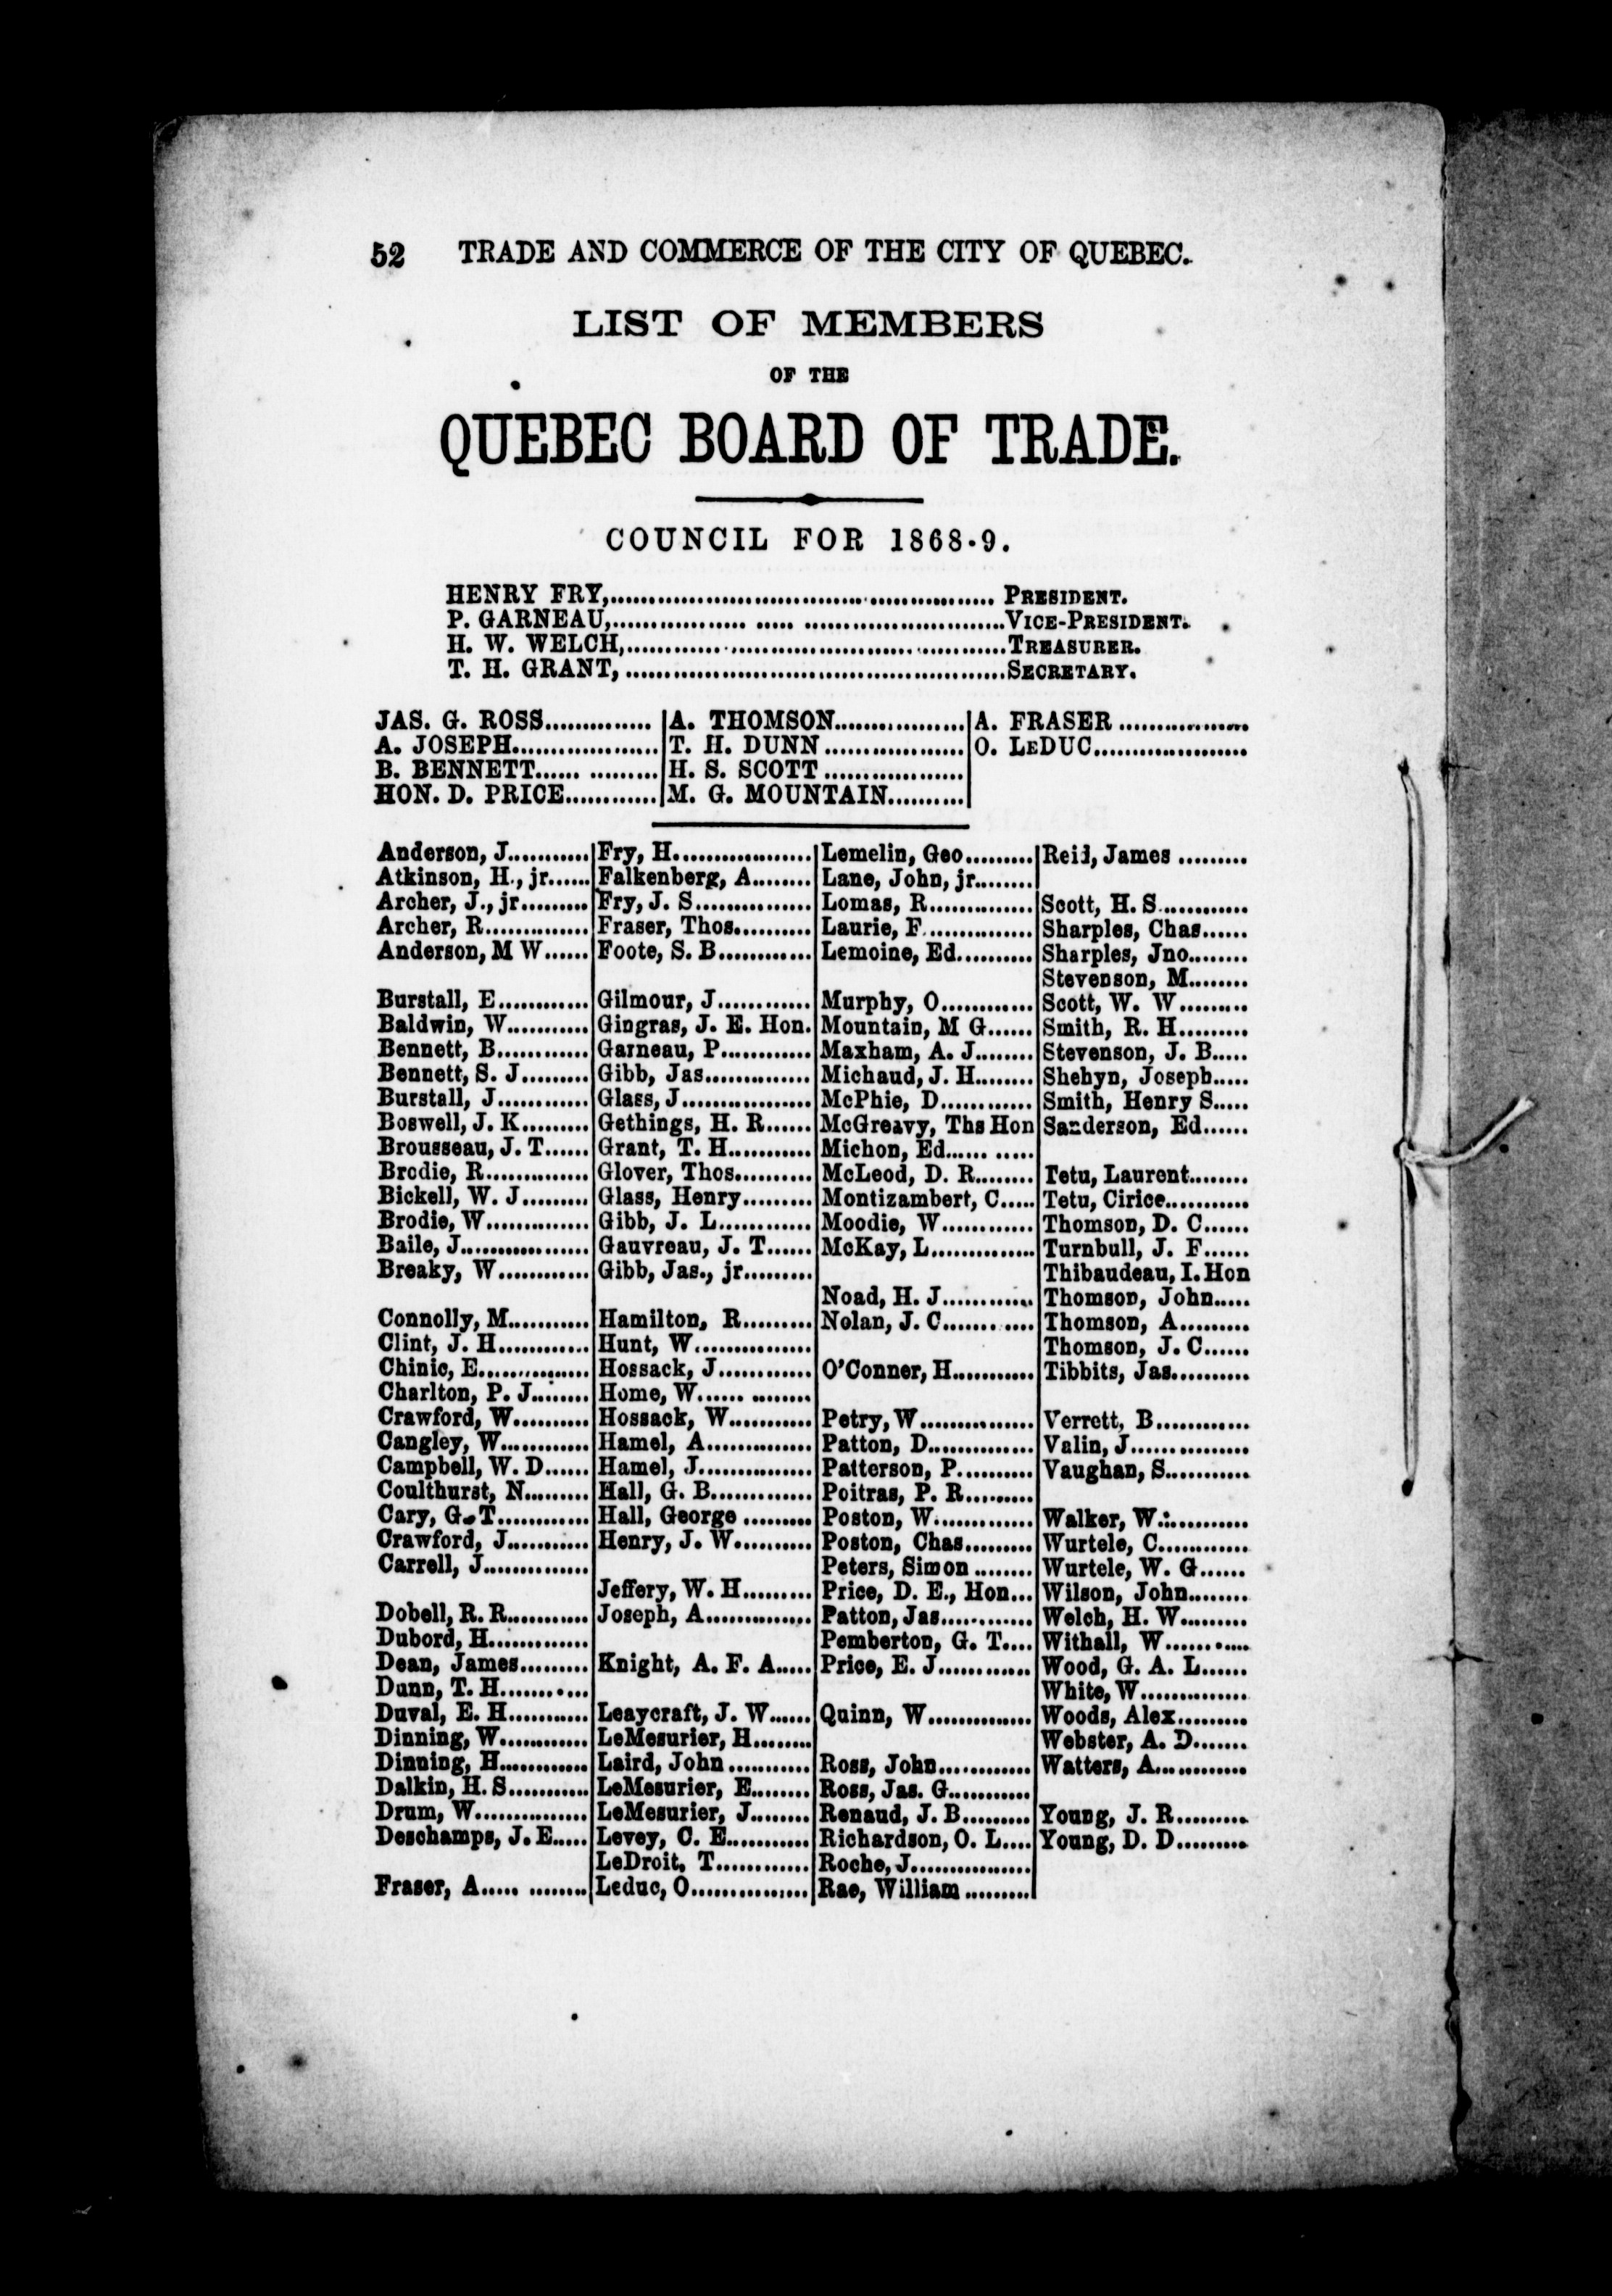 52 TRADE AND COMMERCE OF THE CITY OF QUEBEC.
LIST OF MEMBERS
OF THE
QUEBEC BOARD OF TRADE.
COUNCIL FOR 1868-9.
HENRY FRY,.......... PRESIDENT.
P. GARNEAU,..........VICE-PRESIDENT.
H. W. WELCH,..........TREASURER.
T. H. GRANT,..........SECRETARY.
JAS. G. ROSS..........
A. JOSEPH..........
B. BENNETT..........
HON. D. PRICE..........
A. THOMSON..........
T. H. DUNN..........
H. S. SCOTT..........
M. G. MOUNTAIN..........
A. FRASER..........
O. LEDUC..........
Anderson, J..........
Atkinson, H., jr......
Archer, J., jr.........
Archer, R..........
Anderson, M W......
Burstall, E..........
Baldwin, W..........
Bennett, B..........
Bennett, S. J.........
Burstall, J..........
Boswell, J. K.........
Brousseau, J. T......
Brodie, R..........
Bickell, W. J.........
Brodie, W..........
Baile, J..........
Breaky, W..........
Connolly, M..........
Clint, J. H..........
Chinic, E..........
Charlton, P. J........
Crawford, W..........
Cangley, W..........
Campbell, W. D......
Coulthurst, N.........
Cary, G. T..........
Crawford, J..........
Carrell, J..........
Dobell, R. R..........
Dubord, H..........
Dean, James.........
Dunn, T. H..........
Duval, E. H..........
Dinning, W..........
Dinning, H..........
Dalkin, H. S..........
Drum, W..........
Deschamps, J. E.....
Fraser, A..........
Fry, H..........
Falkenberg, A........
Fry, J. S..........
Fraser, Thos..........
Foote, S. B..........
Gilmour, J..........
Gingras, J. E. Hon.
Garneau, P..........
Gibb, Jas..........
Glass, J..........
Gethings, H. R......
Grant, T. H..........
Glover, Thos..........
Glass, Henry.........
Gibb, J. L..........
Gauvreau, J. T......
Gibb, Jas., jr.........
Hamilton, R.........
Hunt, W..........
Hossack, J..........
Home, W..........
Hossack, W..........
Hamel, A..........
Hamel, J..........
Hall, G. B..........
Hall, George.........
Henry, J. W..........
Jeffery, W. H.........
Joseph, A..........
Knight, A. F. A.....
Leaycraft, J. W......
LeMesurier, H........
Laird, John..........
LeMesurier, E........
LeMesurier, J........
Levey, C. E..........
LeDroit, T..........
Leduc, O..........
Lemelin, Geo.........
Lane, John, jr........
Lomas, R..........
Laurie, F..........
Lemoine, Ed..........
Murphy, O..........
Mountain, M G......
Maxham, A. J........
Michaud, J. H........
McPhie, D..........
McGreavy, Ths Hon
Michon, Ed..........
McLeod, D. R........
Montizambert, C.....
Moodie, W..........
McKay, L..........
Noad, H. J..........
Nolan, J. C..........
O'Conner, H..........
Petry, W..........
Patton, D..........
Patterson, P..........
Poitras, P. R.........
Poston, W..........
Poston, Chas.........
Peters, Simon........
Price, D. E., Hon...
Patton, Jas..........
Pemberton, G. T....
Price, E. J..........
Quinn, W..........
Ross, John..........
Ross, Jas. G..........
Renaud, J. B.........
Richardson, O. L....
Roche, J..........
Rae, William.........
Reid, James.........
Scott, H. S..........
Sharples, Chas......
Sharples, Jno........
Stevenson, M........
Scott, W. W.........
Smith, R. H.........
Stevenson, J. B.....
Shehyn, Joseph.....
Smith, Henry S.....
Sanderson, Ed......
Tetu, Laurent........
Tetu, Cirice..........
Thomson, D. C......
Turnbull, J. F......
Thibaudeau, I. Hon
Thomson, John.....
Thomson, A.........
Thomson, J. C......
Tibbits, Jas..........
Verrett, B..........
Valin, J..........
Vaughan, S..........
Walker, W..........
Wurtele, C..........
Wurtele, W. G......
Wilson, John........
Welch, H. W.........
Withall, W..........
Wood, G. A. L......
White, W..........
Woods, Alex.........
Webster, A. D.......
Watters, A..........
Young, J. R.........
Young, D. D.........